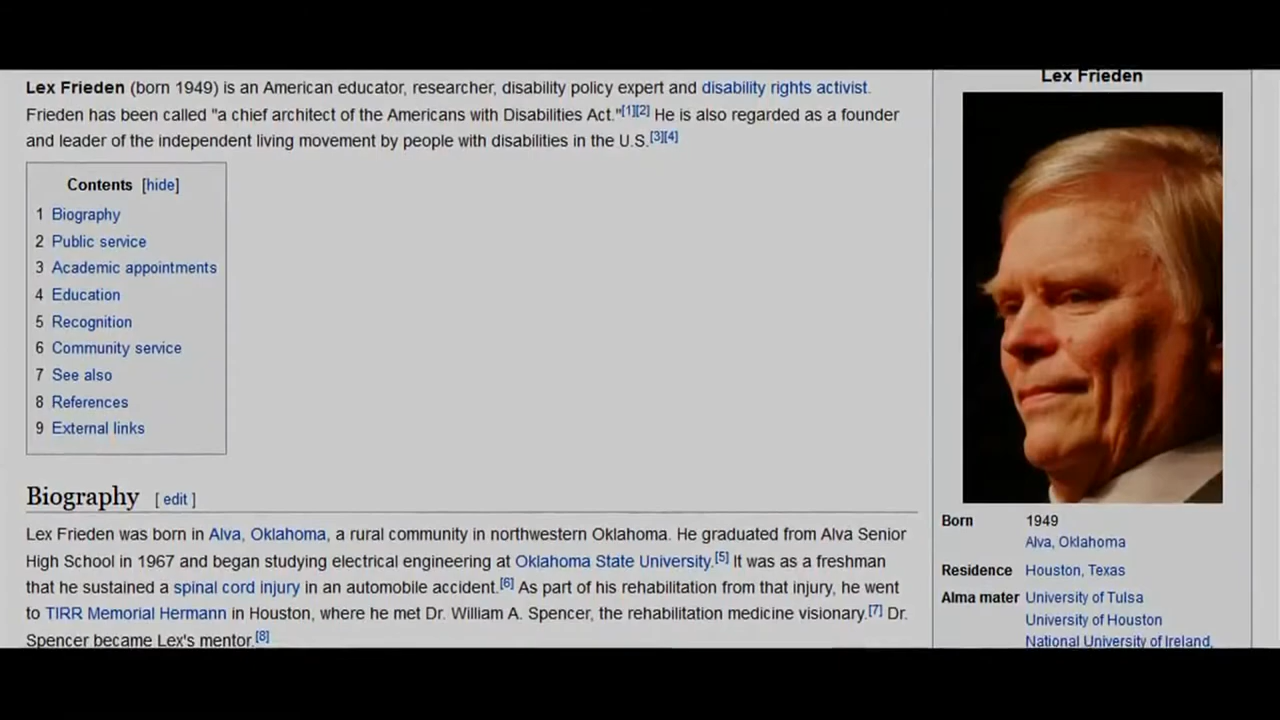 Lex Frieden (born 1949) is an American educator, researcher, disability policy expert and disability rights activist.
Frieden has been called "a chief architect of the Americans with Disabilities Act."[1][2] He is also regarded as a founder
and leader of the independent living movement by people with disabilities in the U.S.[3][4]
Contents [hide]
1 Biography
2 Public service
3 Academic appointments
4 Education
5 Recognition
6 Community service
7 See also
8 References
9 External links
Biography [ edit ]
Lex Frieden was born in Alva, Oklahoma, a rural community in northwestern Oklahoma. He graduated from Alva Senior
High School in 1967 and began studying electrical engineering at Oklahoma State University.[5] It was as a freshman
that he sustained a spinal cord injury in an automobile accident.[6] As part of his rehabilitation from that injury, he went
to TIRR Memorial Hermann in Houston, where he met Dr. William A. Spencer, the rehabilitation medicine visionary.[7] Dr.
Spencer became Lex's mentor.[8]
Lex Frieden
Born 1949
Alva, Oklahoma
Residence Houston, Texas
Alma mater University of Tulsa
University of Houston
National University of Ireland,